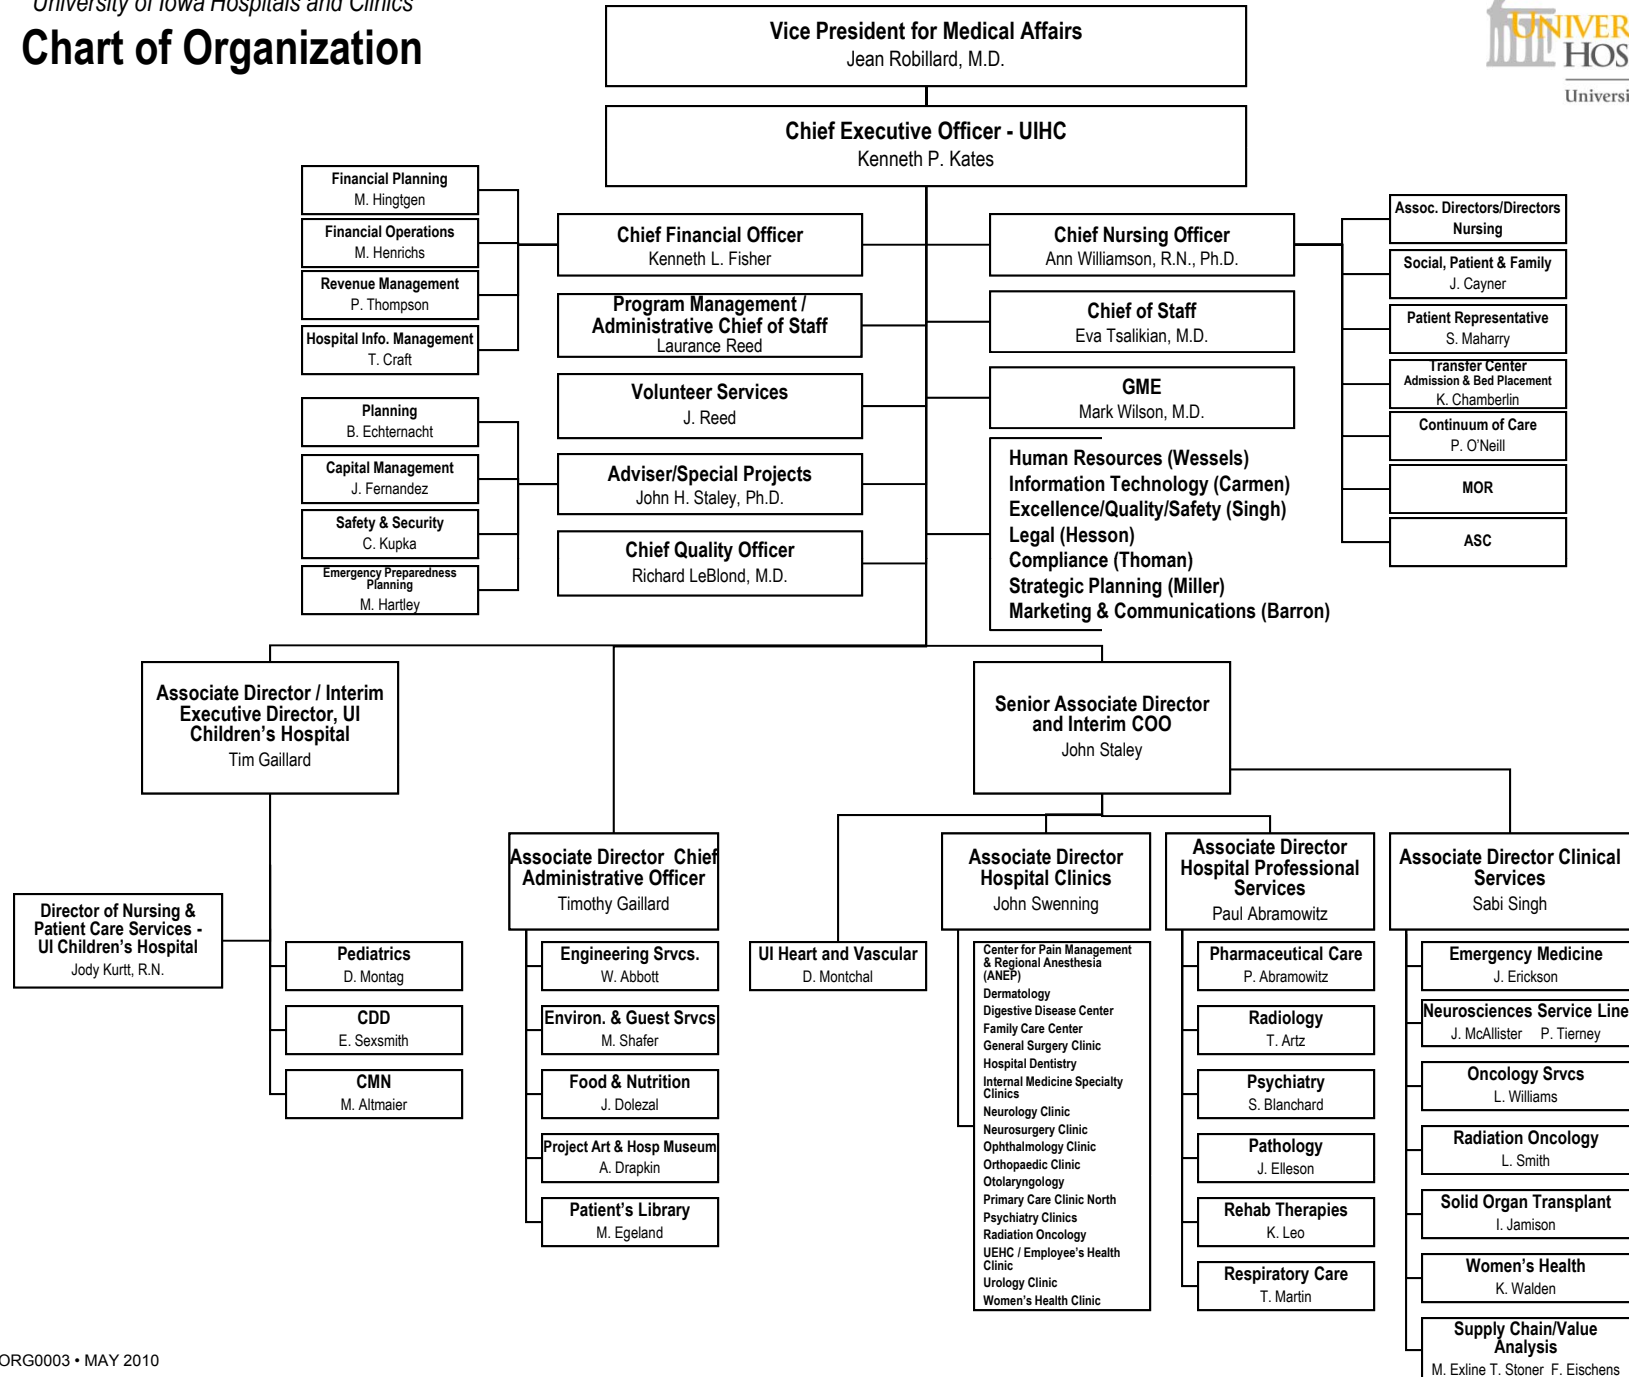 University of Iowa Hospitals and Clinics
Chart of Organization
Vice President for Medical Affairs
Jean Robillard, M.D.
Chief Executive Officer - UIHC
Kenneth P. Kates
Financial Planning
M. Hingtgen
Financial Operations
M. Henrichs
Revenue Management
P. Thompson
Hospital Info. Management
T. Craft
Chief Financial Officer
Kenneth L. Fisher
Program Management /
Administrative Chief of Staff
Laurance Reed
Volunteer Services
J. Reed
Planning
B. Echternacht
Capital Management
J. Fernandez
Safety & Security
C. Kupka
Emergency Preparedness
Planning
M. Hartley
Adviser/Special Projects
John H. Staley, Ph.D.
Chief Quality Officer
Richard LeBlond, M.D.
Chief Nursing Officer
Ann Williamson, R.N., Ph.D.
Chief of Staff
Eva Tsalikian, M.D.
GME
Mark Wilson, M.D.
Human Resources (Wessels)
Information Technology (Carmen)
Excellence/Quality/Safety (Singh)
Legal (Hesson)
Compliance (Thoman)
Strategic Planning (Miller)
Marketing & Communications (Barron)
Assoc. Directors/Directors
Nursing
Social, Patient & Family
J. Cayner
Patient Representative
S. Maharry
Transfer Center
Admission & Bed Placement
K. Chamberlin
Continuum of Care
P. O’Neill
MOR
ASC
Associate Director / Interim
Executive Director, UI
Children’s Hospital
Tim Gaillard
Senior Associate Director
and Interim COO
John Staley
Director of Nursing &
Patient Care Services -
UI Children’s Hospital
Jody Kurtt, R.N.
Pediatrics
D. Montag
CDD
E. Sexsmith
CMN
M. Altmaier
Associate Director Chief
Administrative Officer
Timothy Gaillard
Engineering Srvcs.
W. Abbott
Environ. & Guest Srvcs
M. Shafer
Food & Nutrition
J. Dolezal
Project Art & Hosp Museum
A. Drapkin
Patient’s Library
M. Egeland
UI Heart and Vascular
D. Montchal
Associate Director
Hospital Clinics
John Swenning
Center for Pain Management
& Regional Anesthesia
(ANEP)
Dermatology
Digestive Disease Center
Family Care Center
General Surgery Clinic
Hospital Dentistry
Internal Medicine Specialty
Clinics
Neurology Clinic
Neurosurgery Clinic
Ophthalmology Clinic
Orthopaedic Clinic
Otolaryngology
Primary Care Clinic North
Psychiatry Clinics
Radiation Oncology
UEHC / Employee’s Health
Clinic
Urology Clinic
Women’s Health Clinic
Associate Director
Hospital Professional
Services
Paul Abramowitz
Pharmaceutical Care
P. Abramowitz
Radiology
T. Artz
Psychiatry
S. Blanchard
Pathology
J. Elleson
Rehab Therapies
K. Leo
Respiratory Care
T. Martin
Associate Director Clinical
Services
Sabi Singh
Emergency Medicine
J. Erickson
Neurosciences Service Line
J. McAllister P. Tierney
Oncology Srvcs
L. Williams
Radiation Oncology
L. Smith
Solid Organ Transplant
I. Jamison
Women’s Health
K. Walden
Supply Chain/Value
Analysis
M. Exline T. Stoner F. Eischens
ORG0003 • MAY 2010